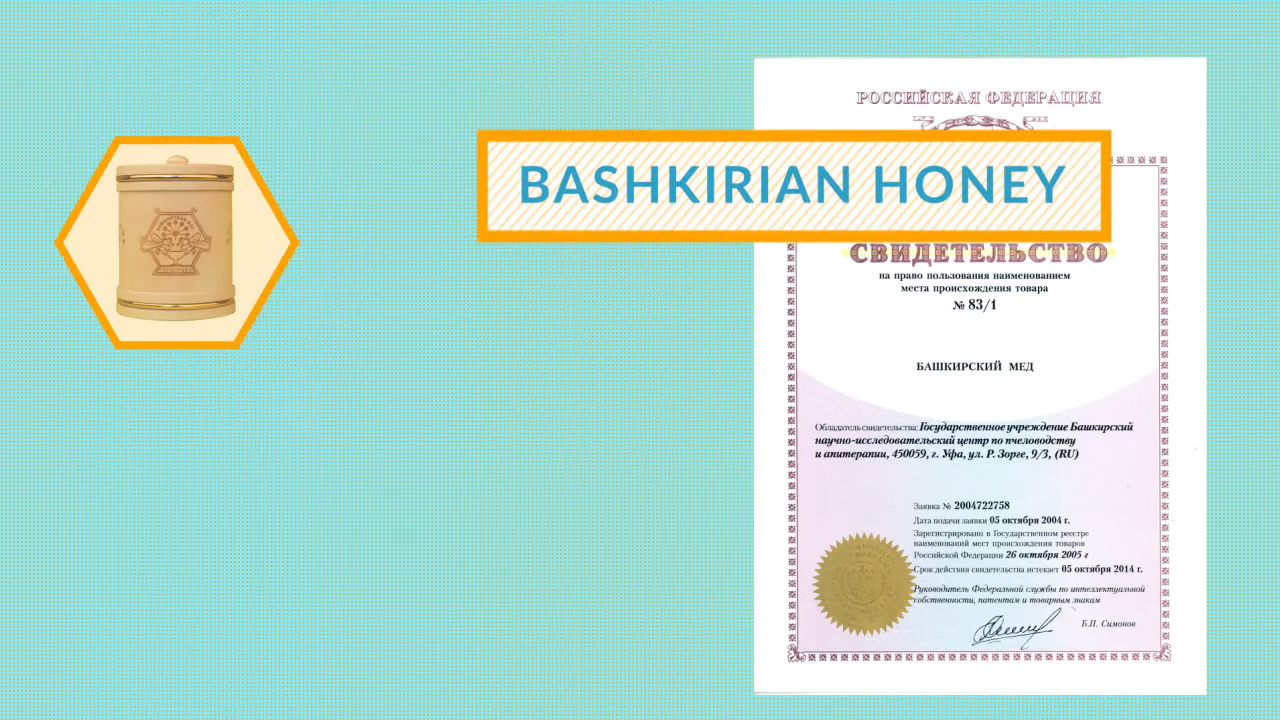 РОССИЙСКАЯ ФЕДЕРАЦИЯ
BASHKIRIAN HONEY
СВИДЕТЕЛЬСТВО
на право пользования наименованием
места происхождения товара
№ 83/1
БАШКИРСКИЙ МЕД
Обладатель свидетельства: Государственное учреждение Башкирский
научно-исследовательский центр по пчеловодству
и апитерапии, 450059, г. Уфа, ул. Р. Зорге, 9/3, (RU)
Заявка № 2004722758
Дата подачи заявки 05 октября 2004 г.
Зарегистрировано в Государственном реестре
наименований мест происхождения товаров
Российской Федерации 26 октября 2005 г
Срок действия свидетельства истекает 05 октября 2014 г.
Руководитель Федеральной службы по интеллектуальной
собственности, патентам и товарным знакам
Б.П. Симонов